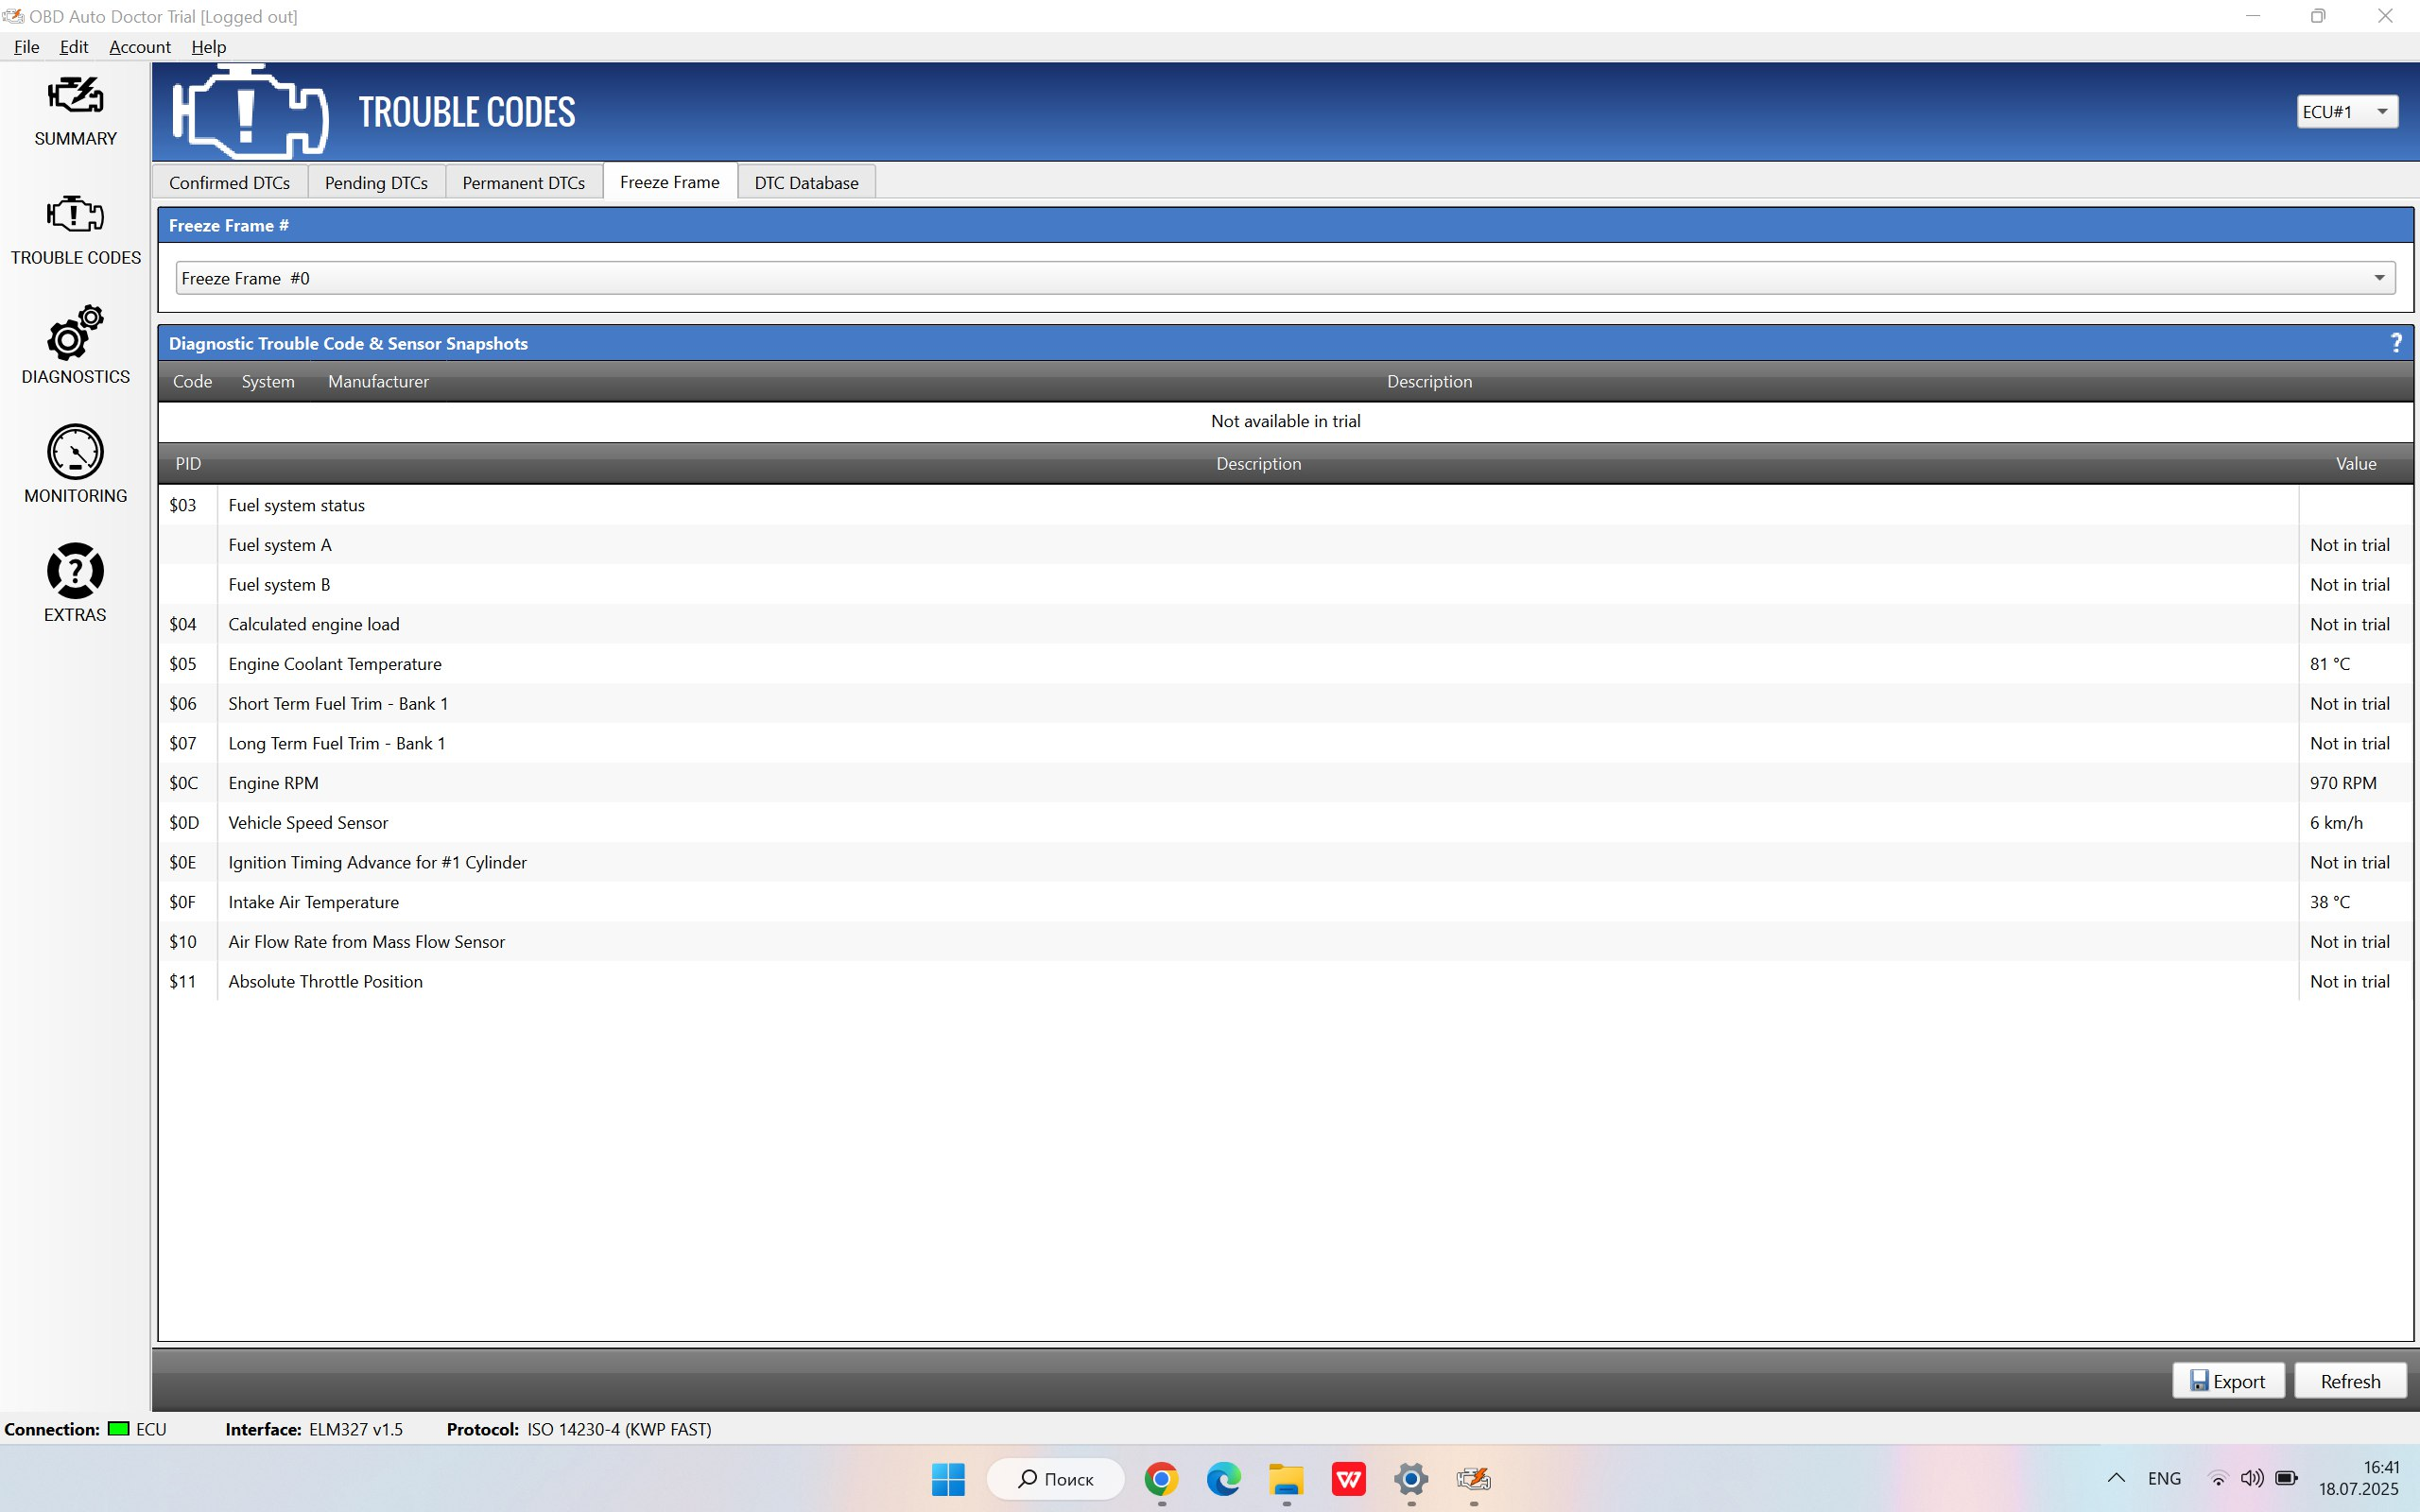 OBD Auto Doctor Trial [Logged out]
File Edit Account Help
SUMMARY
TROUBLE CODES
DIAGNOSTICS
MONITORING
EXTRAS
TROUBLE CODES
ECU#1
Confirmed DTCs Pending DTCs Permanent DTCs Freeze Frame DTC Database
Freeze Frame #
Freeze Frame #0
Diagnostic Trouble Code & Sensor Snapshots ?
Code System Manufacturer Description
Not available in trial
PID Description Value
$03 Fuel system status
Fuel system A Not in trial
Fuel system B Not in trial
$04 Calculated engine load Not in trial
$05 Engine Coolant Temperature 81 °C
$06 Short Term Fuel Trim - Bank 1 Not in trial
$07 Long Term Fuel Trim - Bank 1 Not in trial
$0C Engine RPM 970 RPM
$0D Vehicle Speed Sensor 6 km/h
$0E Ignition Timing Advance for #1 Cylinder Not in trial
$0F Intake Air Temperature 38 °C
$10 Air Flow Rate from Mass Flow Sensor Not in trial
$11 Absolute Throttle Position Not in trial
Export Refresh
Connection: ECU Interface: ELM327 v1.5 Protocol: ISO 14230-4 (KWP FAST)
Поиск
W
ENG
16:41
18.07.2025